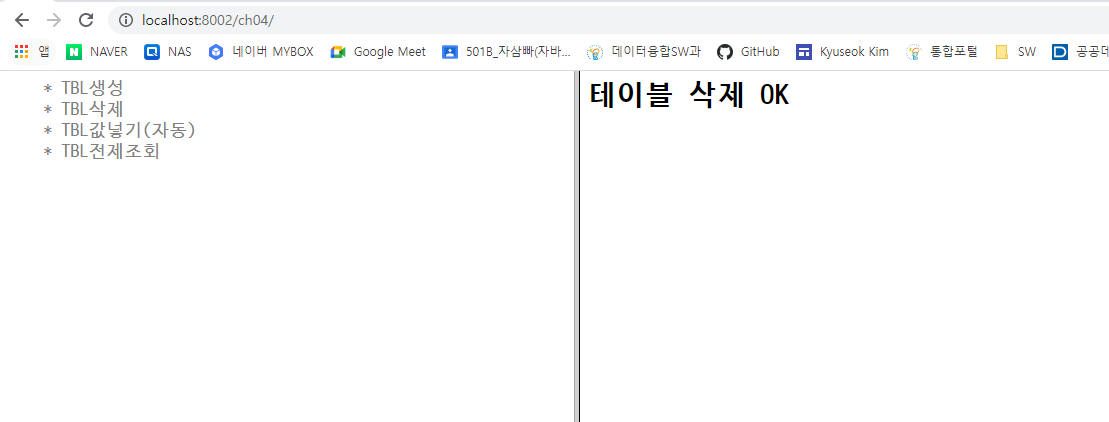 localhost:8002/ch04/
앱 NAVER NAS 네이버 MYBOX Google Meet 501B_자삼빠(자바... 데이터융합SW과 GitHub Kyuseok Kim 통합포털 SW 공공데
* TBL생성
* TBL삭제
* TBL값넣기(자동)
* TBL전제조회
테이블 삭제 OK